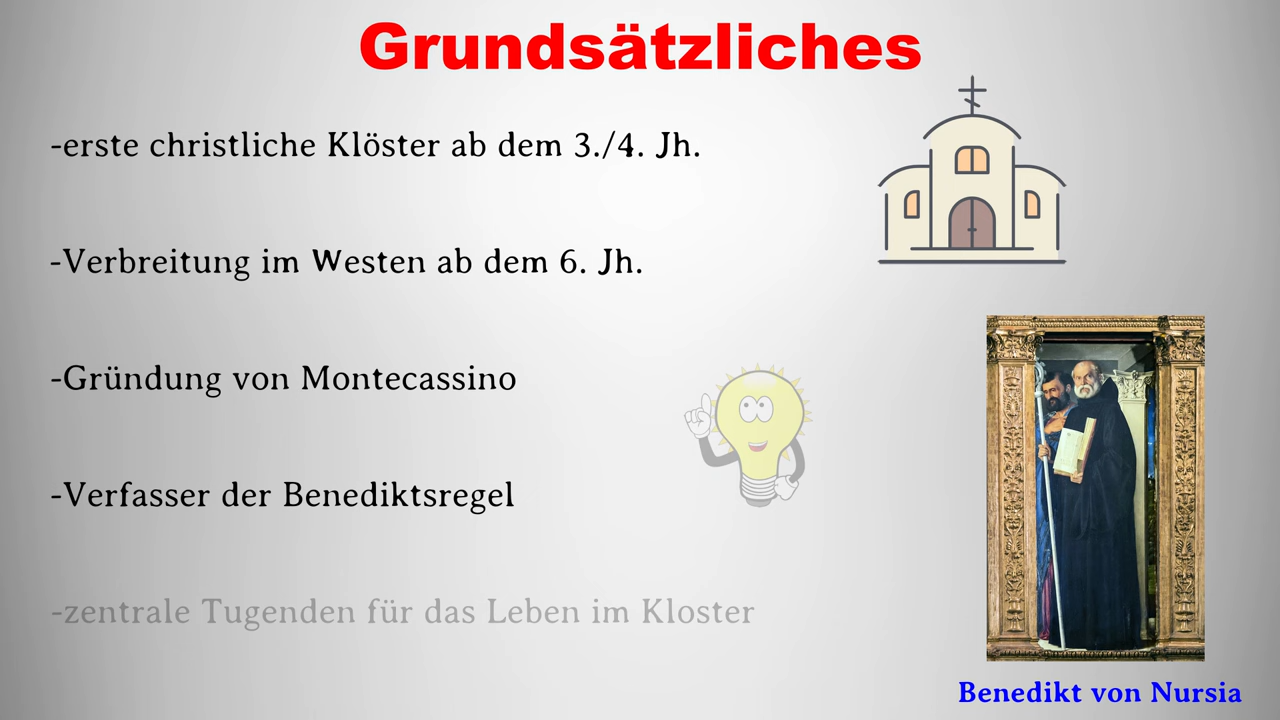 Grundsätzliches
-erste christliche Klöster ab dem 3./4. Jh.
-Verbreitung im Westen ab dem 6. Jh.
-Gründung von Montecassino
-Verfasser der Benediktsregel
-zentrale Tugenden für das Leben im Kloster
Benedikt von Nursia